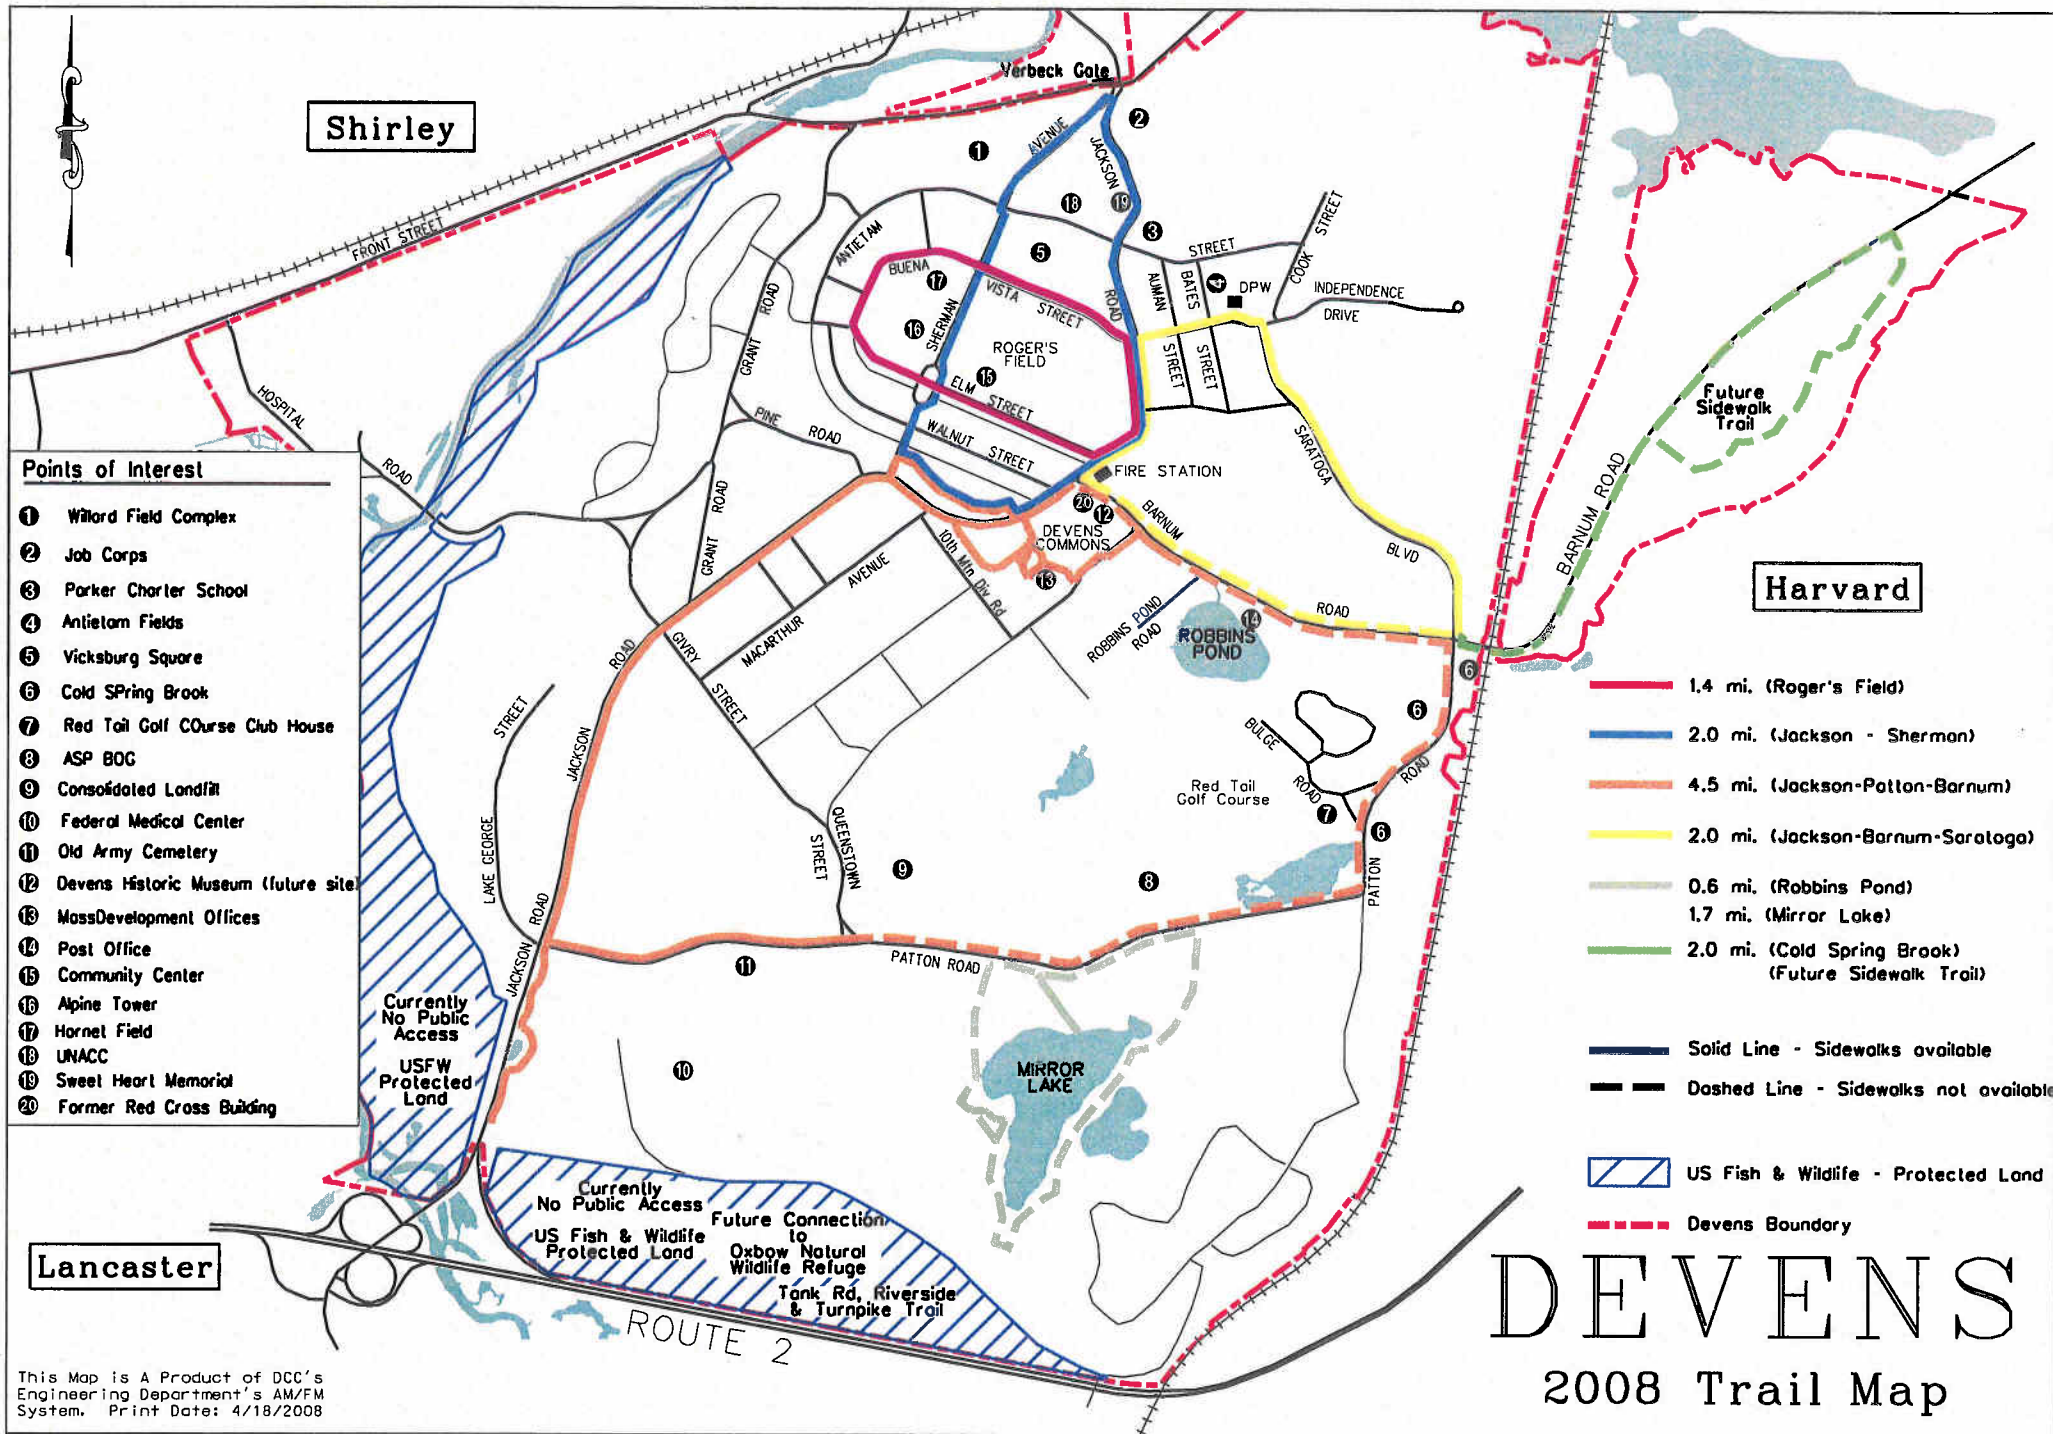 Verbeck Gate
Shirley
AVENUE
JACKSON
FRONT STREET
ANTIETAM
BUENA
VISTA
STREET
SHERMAN
ROGER'S
FIELD
ELM
STREET
WALNUT
STREET
ROAD
STREET
COOK
STREET
AUMAN
STREET
BATES
STREET
DPW
INDEPENDENCE
DRIVE
GRANT
ROAD
PINE
ROAD
GRANT
ROAD
HOSPITAL
ROAD
FIRE STATION
SARATOGA
BLVD
BARNUM
ROAD
DEVENS
COMMONS
10th Mtn Div Rd
MACARTHUR
AVENUE
GIVRY
STREET
ROBBINS POND
ROAD
ROBBINS
POND
BARNUM ROAD
Future
Sidewalk
Trail
Harvard
JACKSON
ROAD
STREET
LAKE GEORGE
QUEENSTOWN
STREET
BULGE
ROAD
Red Tail
Golf Course
PATTON
ROAD
PATTON ROAD
JACKSON
ROAD
MIRROR
LAKE
Points of Interest
1 Willard Field Complex
2 Job Corps
3 Parker Charter School
4 Antietam Fields
5 Vicksburg Square
6 Cold SPring Brook
7 Red Tail Golf COurse Club House
8 ASP BOG
9 Consolidated Landfill
10 Federal Medical Center
11 Old Army Cemetery
12 Devens Historic Museum (future site)
13 MassDevelopment Offices
14 Post Office
15 Community Center
16 Alpine Tower
17 Hornet Field
18 UNACC
19 Sweet Heart Memorial
20 Former Red Cross Building
Currently
No Public
Access
USFW
Protected
Land
Currently
No Public Access
US Fish & Wildlife
Protected Land
Future Connection
to
Oxbow Natural
Wildlife Refuge
Tank Rd, Riverside
& Turnpike Trail
Lancaster
ROUTE 2
1.4 mi. (Roger's Field)
2.0 mi. (Jackson - Sherman)
4.5 mi. (Jackson-Patton-Barnum)
2.0 mi. (Jackson-Barnum-Saratoga)
0.6 mi. (Robbins Pond)
1.7 mi. (Mirror Lake)
2.0 mi. (Cold Spring Brook)
(Future Sidewalk Trail)
Solid Line - Sidewalks available
Dashed Line - Sidewalks not available
US Fish & Wildlife - Protected Land
Devens Boundary
DEVENS
2008 Trail Map
This Map is A Product of DCC's
Engineering Department's AM/FM
System. Print Date: 4/18/2008